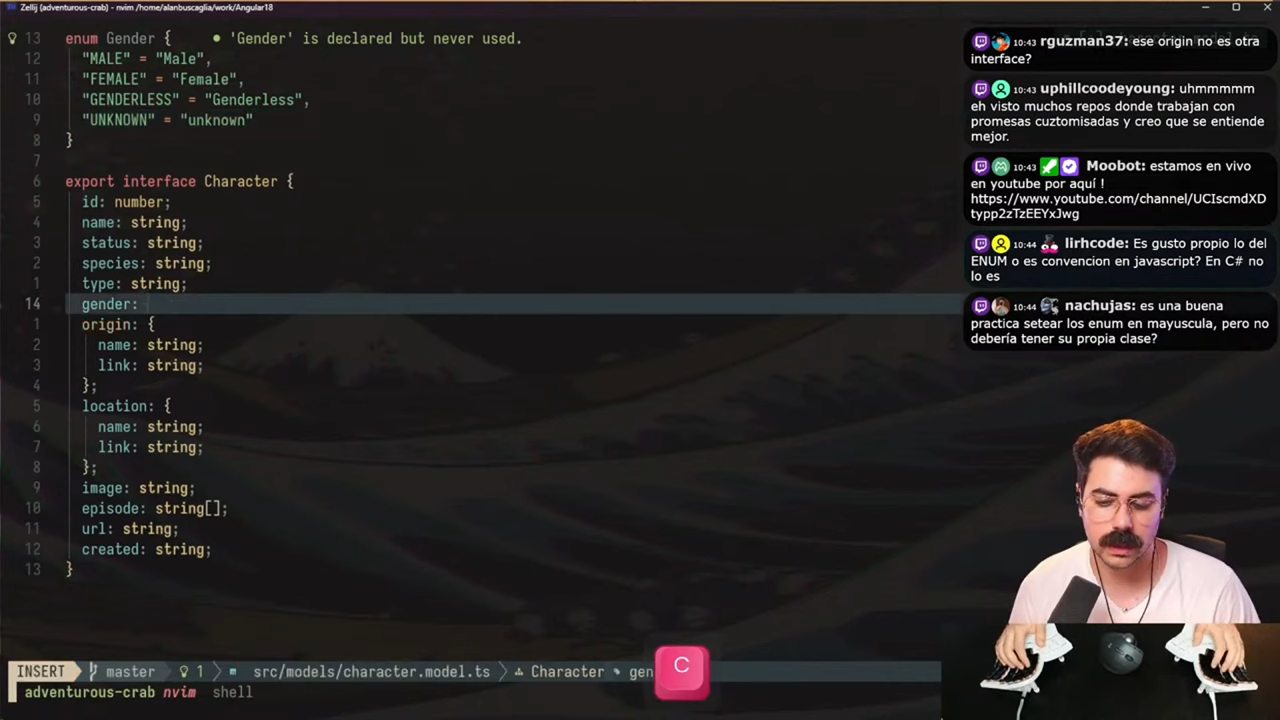 Zellij (adventurous-crab) - nvim /home/alanbuscaglia/work/Angular18
13 enum Gender { ● 'Gender' is declared but never used.
12 "MALE" = "Male",
11 "FEMALE" = "Female",
10 "GENDERLESS" = "Genderless",
9 "UNKNOWN" = "unknown"
8 }
7
6 export interface Character {
5 id: number;
4 name: string;
3 status: string;
2 species: string;
1 type: string;
14 gender:
1 origin: {
2 name: string;
3 link: string;
4 };
5 location: {
6 name: string;
7 link: string;
8 };
9 image: string;
10 episode: string[];
11 url: string;
12 created: string;
13 }
INSERT master 1 src/models/character.model.ts Character gen
adventurous-crab nvim shell
C
10:43 rguzman37: ese origin no es otra
interface?
10:43 uphillcoodeyoung: uhmmmmm
eh visto muchos repos donde trabajan con
promesas cuztomisadas y creo que se entiende
mejor.
10:43 Moobot: estamos en vivo
en youtube por aquí !
https://www.youtube.com/channel/UCIscmdXD
typp2zTzEEYxJwg
10:44 lirhcode: Es gusto propio lo del
ENUM o es convencion en javascript? En C# no
lo es
10:44 nachujas: es una buena
practica setear los enum en mayuscula, pero no
debería tener su propia clase?